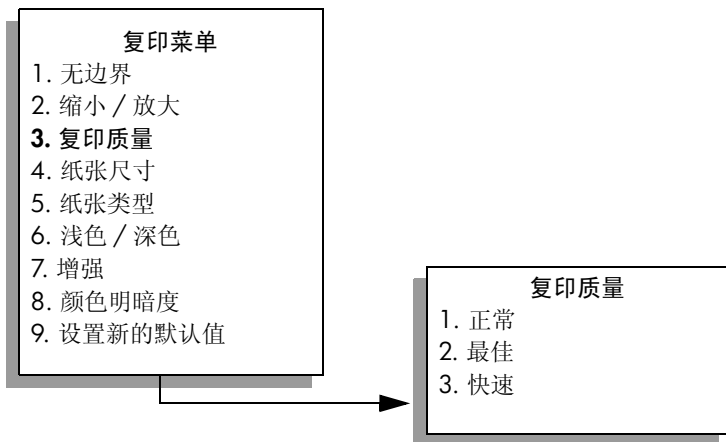 复印菜单
1. 无边界
2. 缩小 / 放大
3. 复印质量
4. 纸张尺寸
5. 纸张类型
6. 浅色 / 深色
7. 增强
8. 颜色明暗度
9. 设置新的默认值
复印质量
1. 正常
2. 最佳
3. 快速